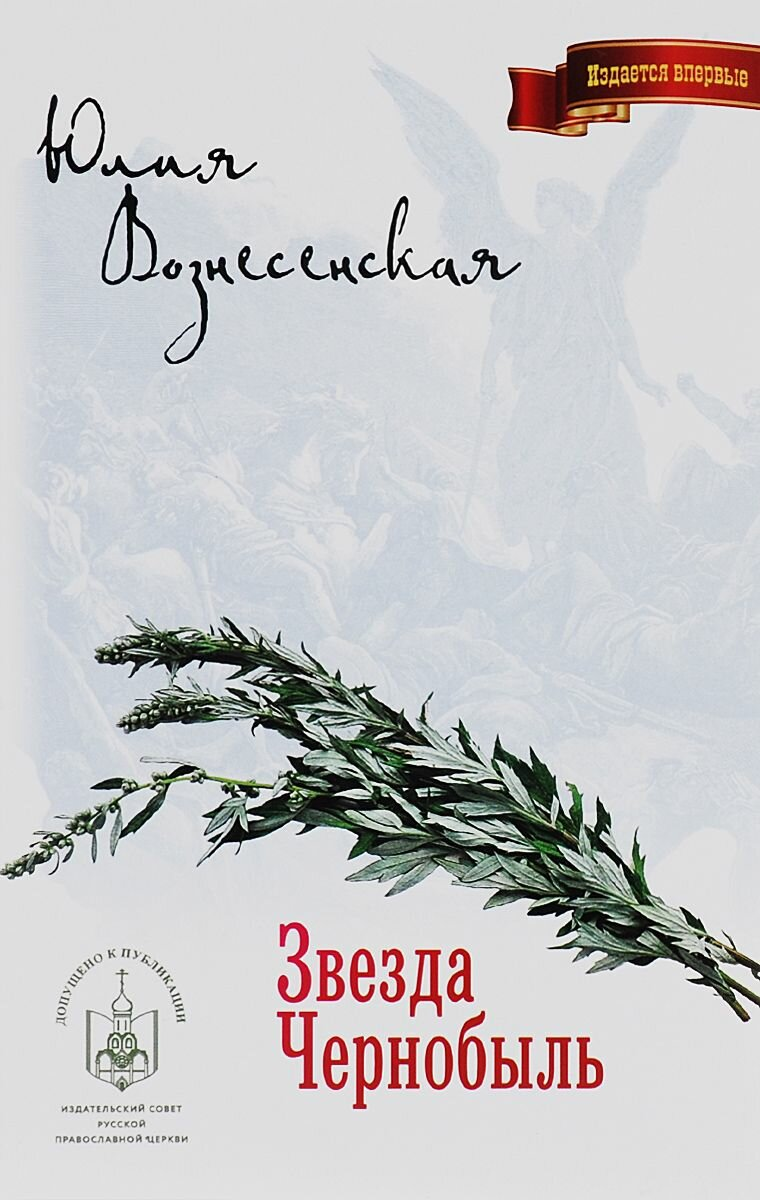 Издается впервые
Юлия
Вознесенская
Звезда
Чернобыль
ДОПУЩЕНО К ПУБЛИКАЦИИ
ИЗДАТЕЛЬСКИЙ СОВЕТ
РУССКОЙ
ПРАВОСЛАВНОЙ ЦЕРКВИ